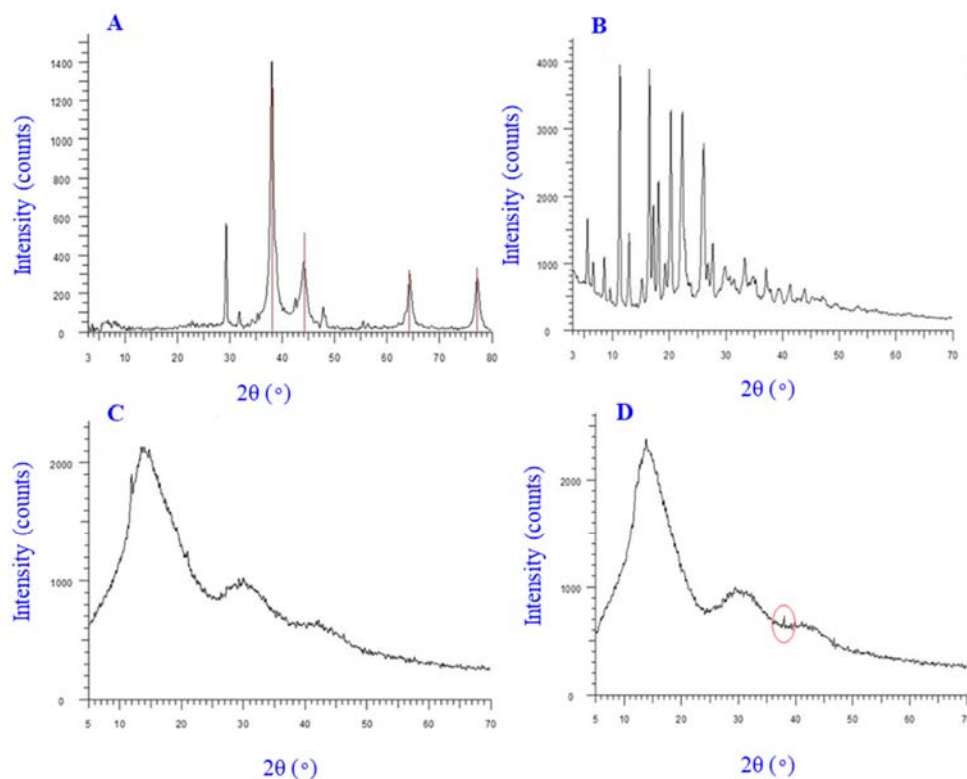 A
Intensity (counts)
1400
1200
1000
800
600
400
200
0
3 10 20 30 40 50 60 70 80
2θ (°)
B
Intensity (counts)
4000
3000
2000
1000
0
3 10 20 30 40 50 60 70
2θ (°)
C
Intensity (counts)
2000
1000
0
5 10 20 30 40 50 60 70
2θ (°)
D
Intensity (counts)
2000
1000
0
5 10 20 30 40 50 60 70
2θ (°)